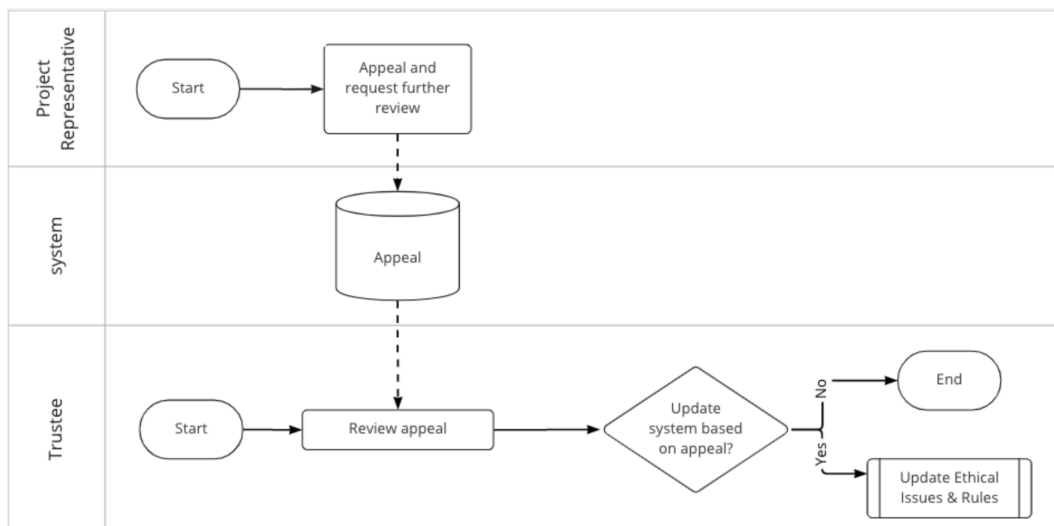 Project
Representative
Start
Appeal and
request further
review
system
Appeal
Trustee
Start
Review appeal
Update
system based
on appeal?
No
End
Yes
Update Ethical
Issues & Rules